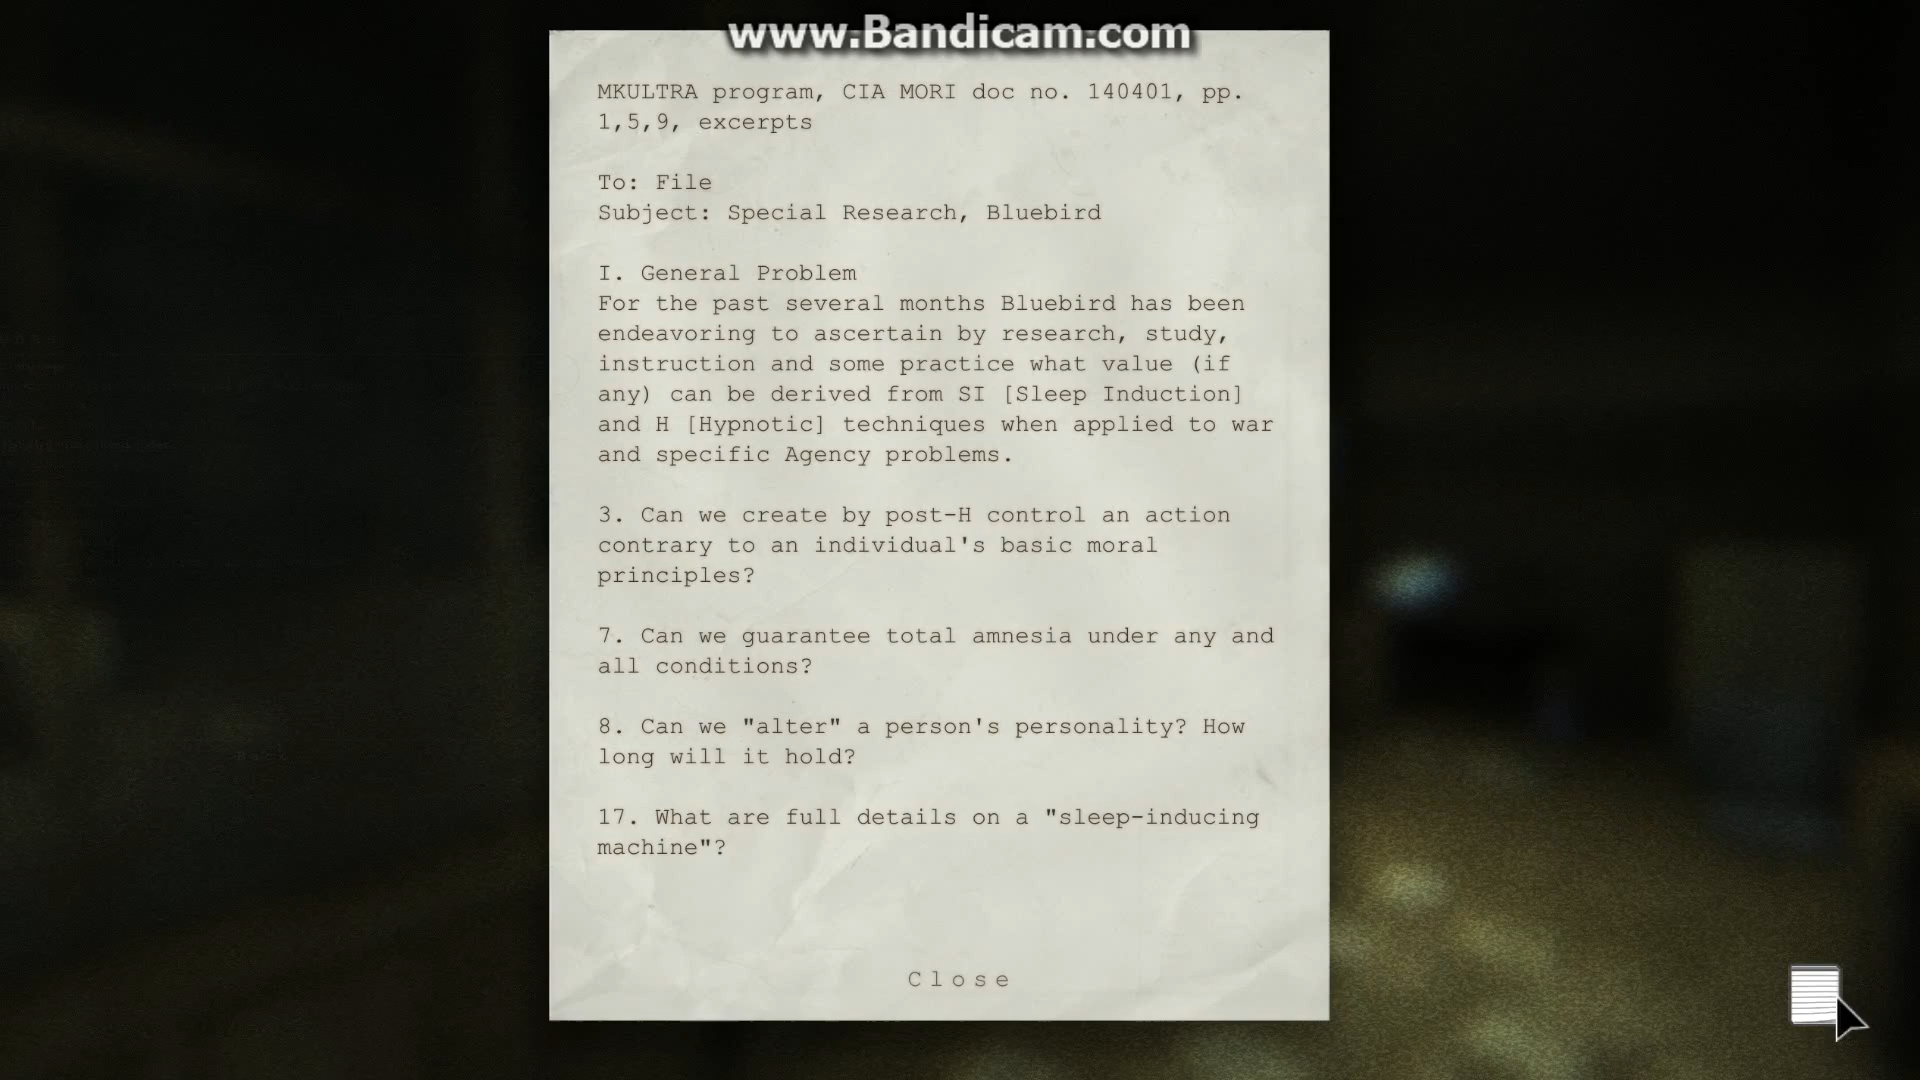 www.Bandicam.com
MKULTRA program, CIA MORI doc no. 140401, pp.
1,5,9, excerpts
To: File
Subject: Special Research, Bluebird
I. General Problem
For the past several months Bluebird has been
endeavoring to ascertain by research, study,
instruction and some practice what value (if
any) can be derived from SI [Sleep Induction]
and H [Hypnotic] techniques when applied to war
and specific Agency problems.
3. Can we create by post-H control an action
contrary to an individual's basic moral
principles?
7. Can we guarantee total amnesia under any and
all conditions?
8. Can we "alter" a person's personality? How
long will it hold?
17. What are full details on a "sleep-inducing
machine"?
Close